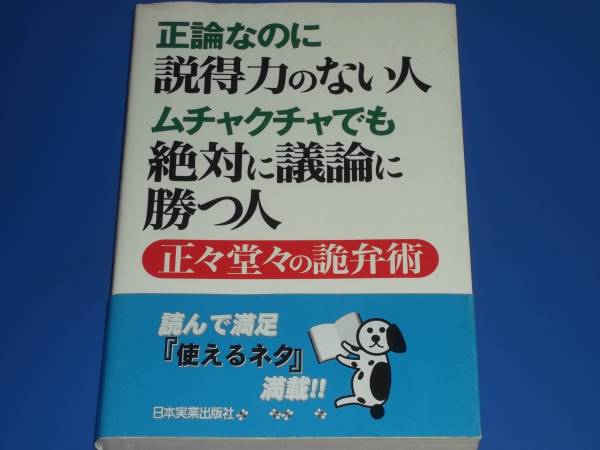 正論なのに
説得力のない人
ムチャクチャでも
絶対に議論に
勝つ人
正々堂々の詭弁術
読んで満足
『使えるネタ』
満載!!
日本実業出版社